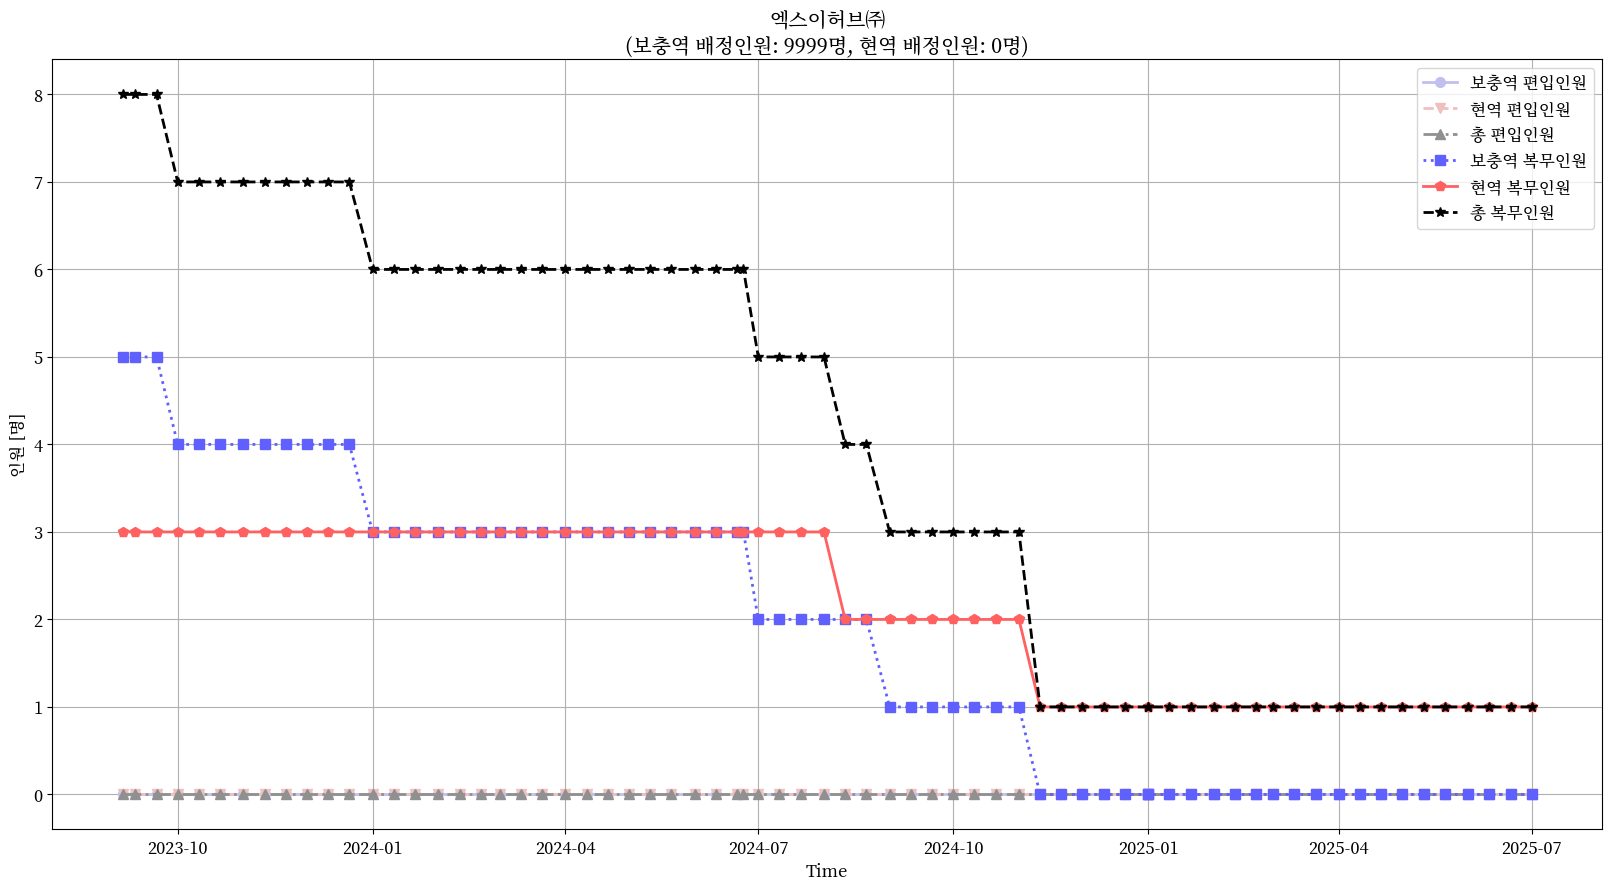 엑스이허브㈜
(보충역 배정인원: 9999명, 현역 배정인원: 0명)
보충역 편입인원
현역 편입인원
총 편입인원
보충역 복무인원
현역 복무인원
총 복무인원
인원 [명]
8
7
6
5
4
3
2
1
0
2023-10
2024-01
2024-04
2024-07
2024-10
2025-01
2025-04
2025-07
Time